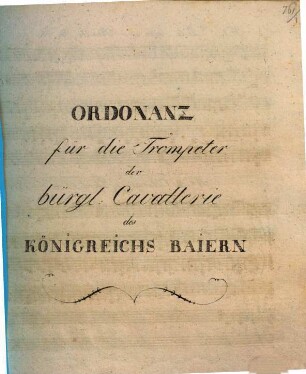 ORDONANZ
für die Trompeter
der
bürgl. Cavallerie
des
KÖNIGREICHS BAIERN